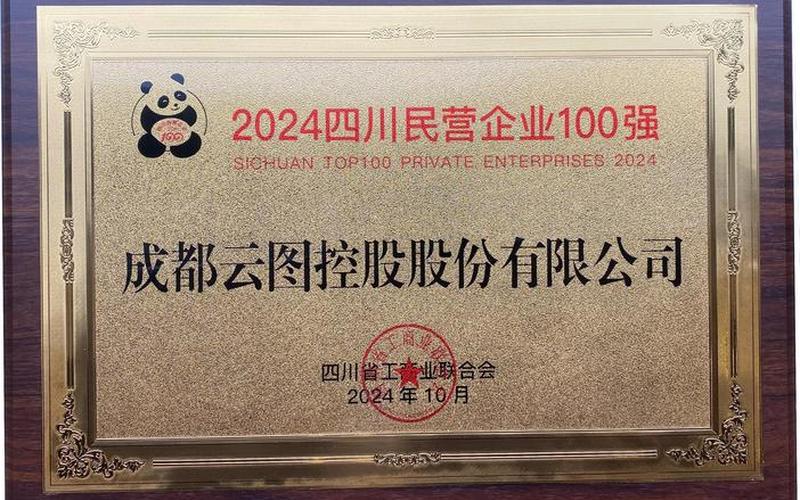 2024四川民营企业100强
SICHUAN TOP100 PRIVATE ENTERPRISES 2024
成都云图控股股份有限公司
四川省工商业联合会
2024年10月